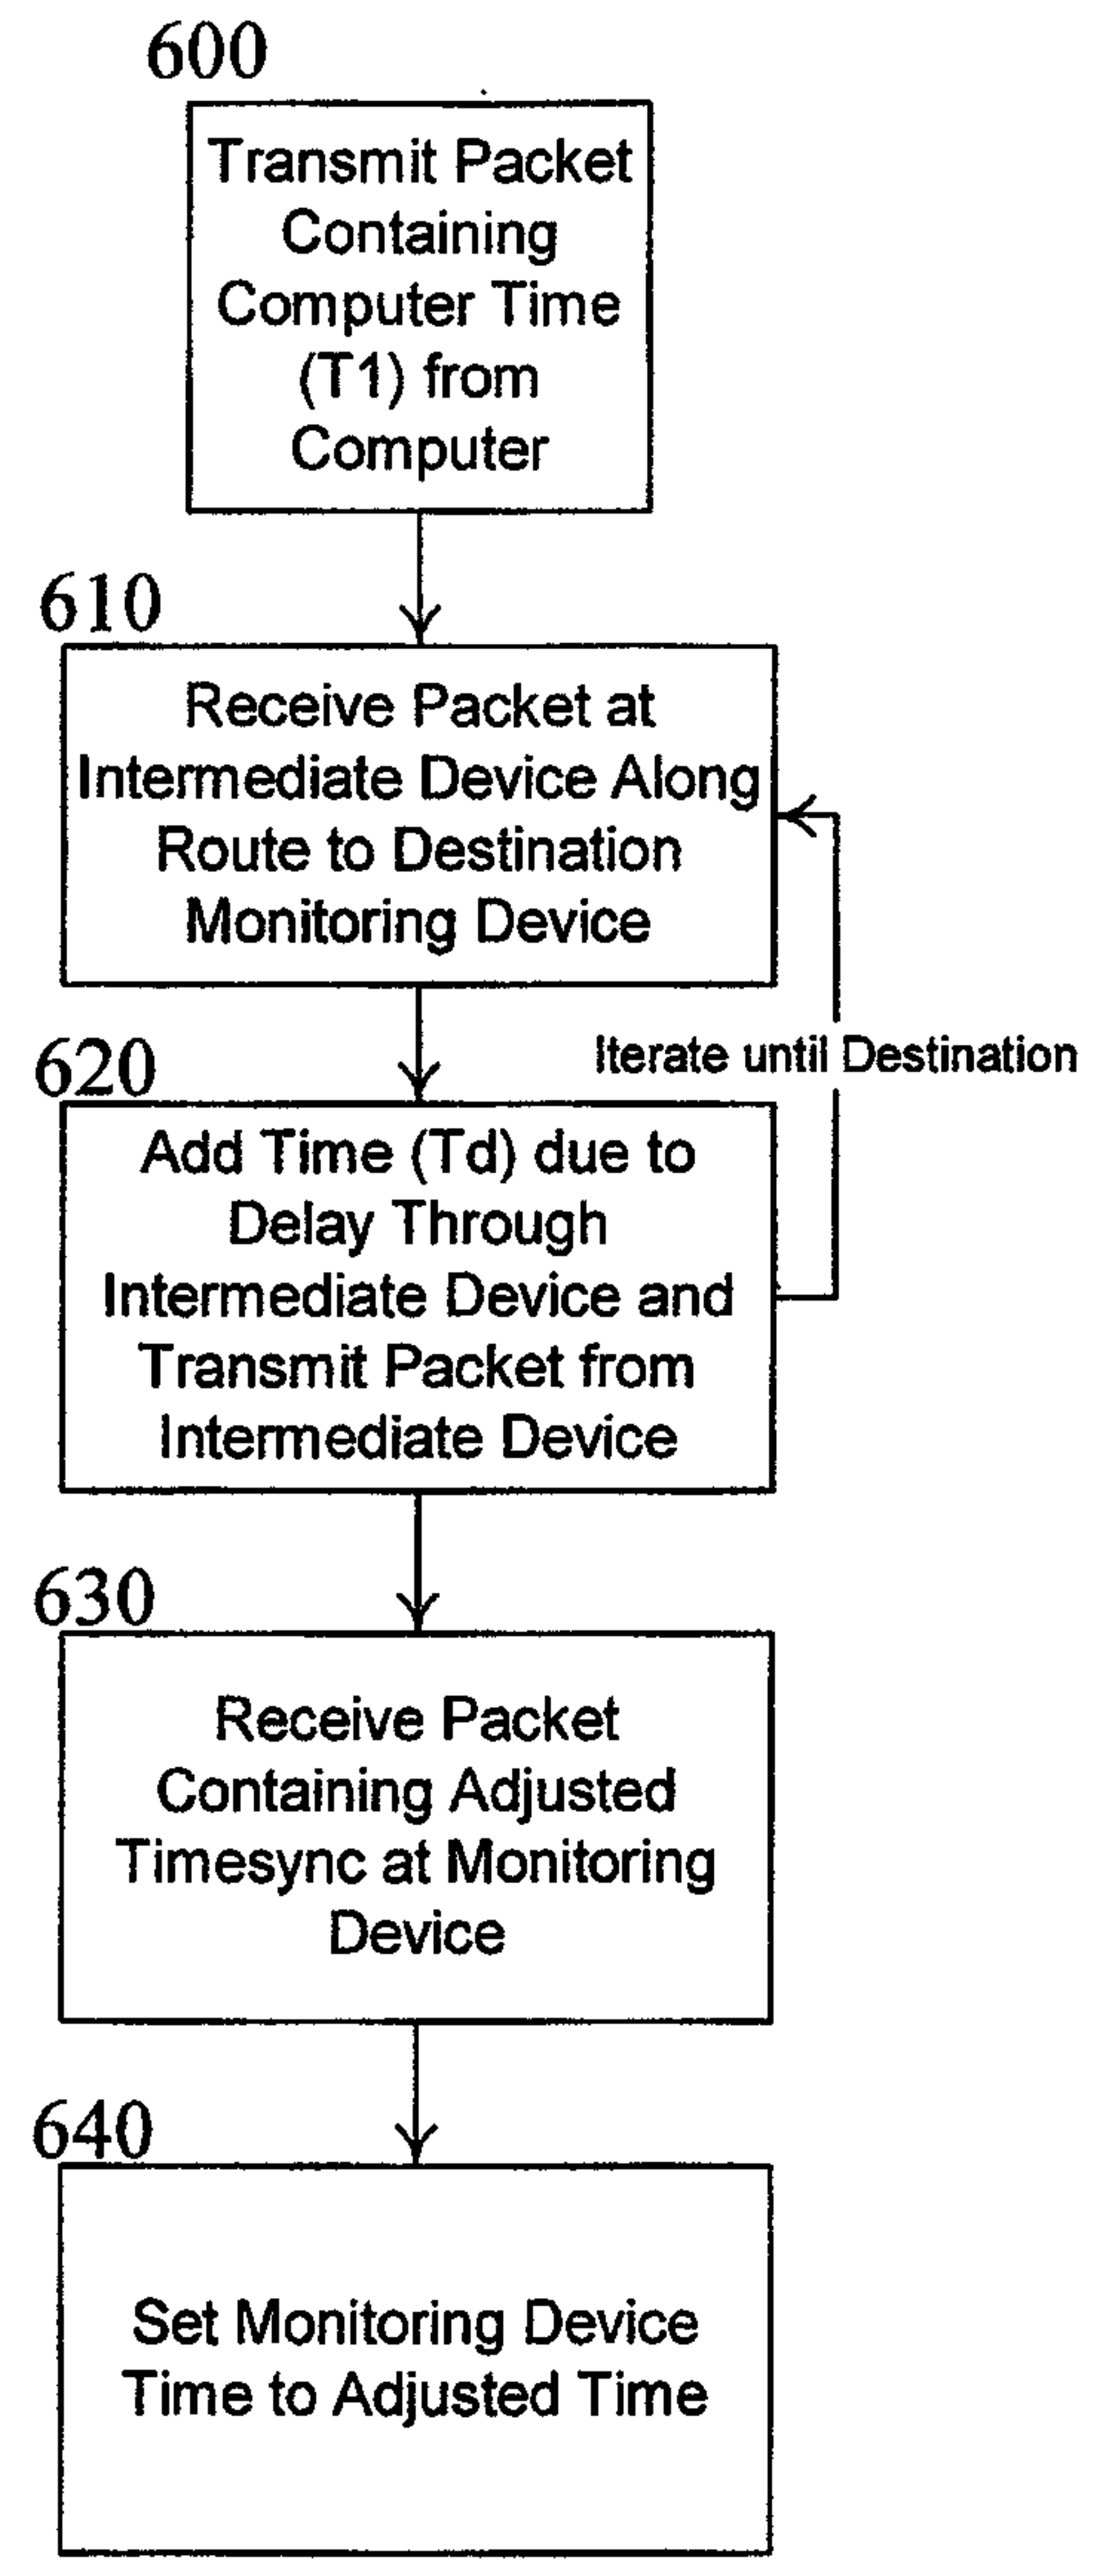 600
Transmit Packet
Containing
Computer Time
(T1) from
Computer
610
Receive Packet at
Intermediate Device Along
Route to Destination
Monitoring Device
Iterate until Destination
620
Add Time (Td) due to
Delay Through
Intermediate Device and
Transmit Packet from
Intermediate Device
630
Receive Packet
Containing Adjusted
Timesync at Monitoring
Device
640
Set Monitoring Device
Time to Adjusted Time